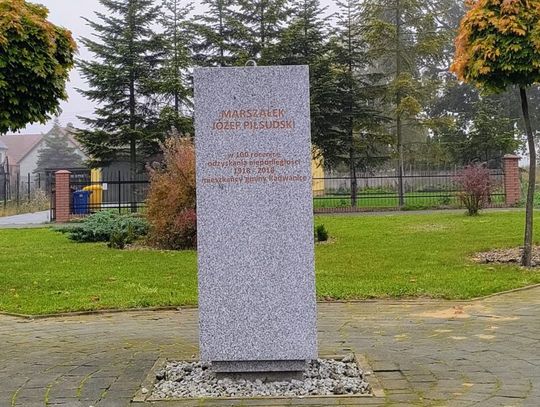 MARSZAŁEK
JÓZEF PIŁSUDSKI
w 100 rocznicę
odzyskania niepodległości
1918 - 2018
mieszkańcy gminy Radwanice